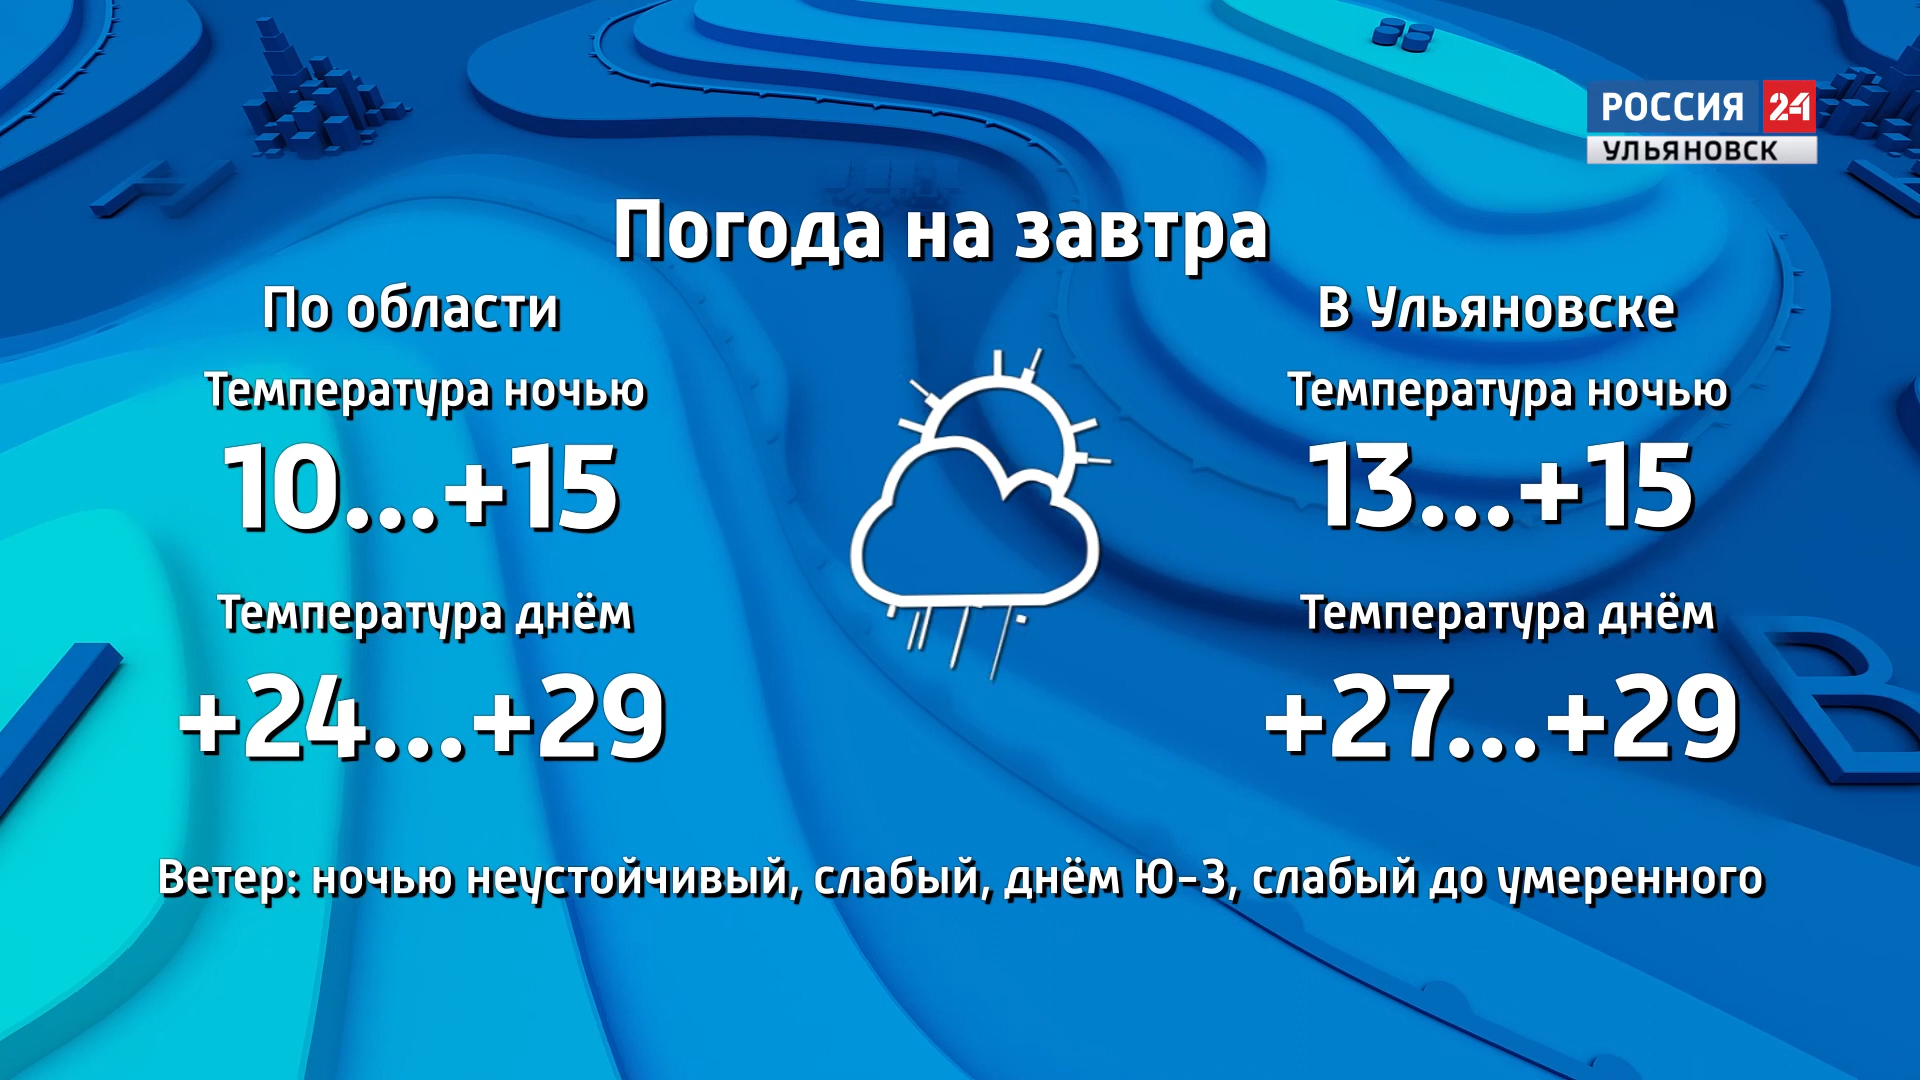 РОССИЯ 24
УЛЬЯНОВСК
Погода на завтра
По области
Температура ночью
10...+15
Температура днём
+24...+29
В Ульяновске
Температура ночью
13...+15
Температура днём
+27...+29
Ветер: ночью неустойчивый, слабый, днём Ю-З, слабый до умеренного
В